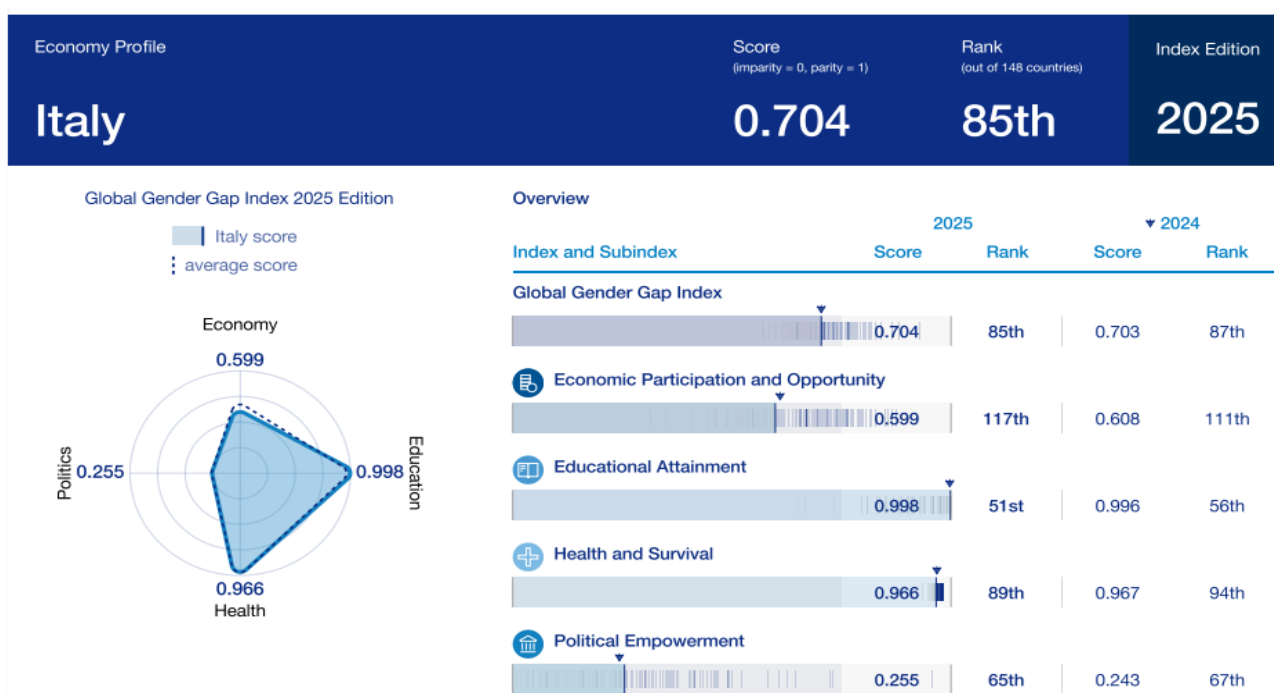 Economy Profile
Italy
Score
(imparity = 0, parity = 1)
0.704
Rank
(out of 148 countries)
85th
Index Edition
2025
Global Gender Gap Index 2025 Edition
Italy score
average score
Economy
0.599
Politics
0.255
0.998
Education
0.966
Health
Overview
2025 2024
Index and Subindex Score Rank Score Rank
Global Gender Gap Index
0.704 85th 0.703 87th
Economic Participation and Opportunity
0.599 117th 0.608 111th
Educational Attainment
0.998 51st 0.996 56th
Health and Survival
0.966 89th 0.967 94th
Political Empowerment
0.255 65th 0.243 67th